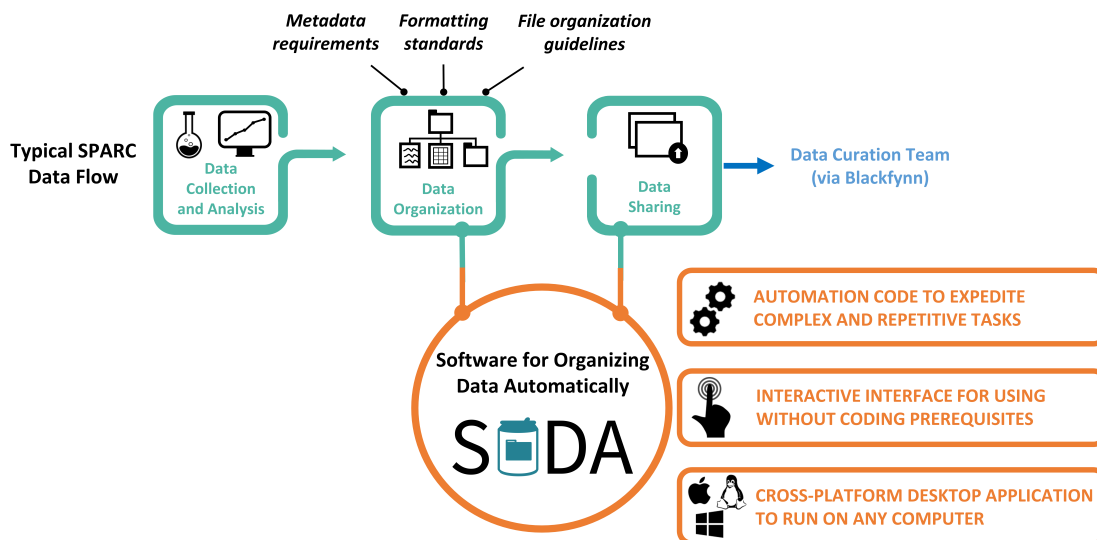 Metadata
requirements
Formatting
standards
File organization
guidelines
Typical SPARC
Data Flow
Data
Collection
and Analysis
Data
Organization
Data
Sharing
Data Curation Team
(via Blackfynn)
Software for Organizing
Data Automatically
SODA
AUTOMATION CODE TO EXPEDITE
COMPLEX AND REPETITIVE TASKS
INTERACTIVE INTERFACE FOR USING
WITHOUT CODING PREREQUISITES
CROSS-PLATFORM DESKTOP APPLICATION
TO RUN ON ANY COMPUTER